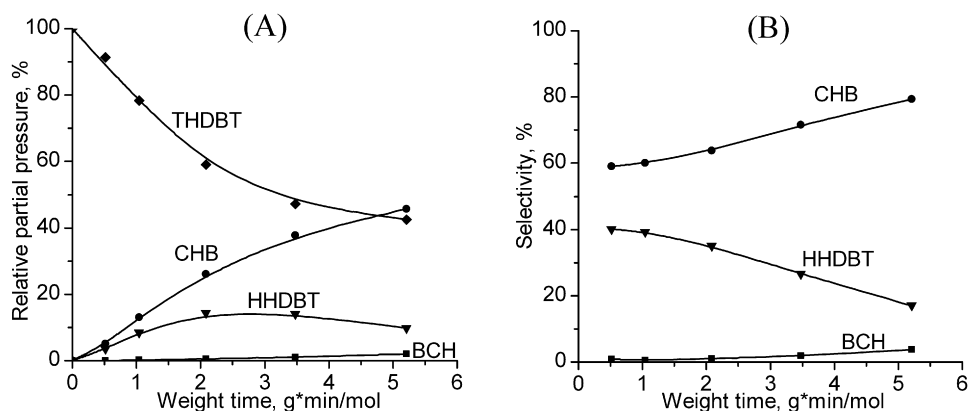 (A)
Relative partial pressure, %
100
80
60
40
20
0
THDBT
CHB
HHDBT
BCH
0 1 2 3 4 5 6
Weight time, g*min/mol
(B)
Selectivity, %
100
80
60
40
20
0
CHB
HHDBT
BCH
0 1 2 3 4 5 6
Weight time, g*min/mol